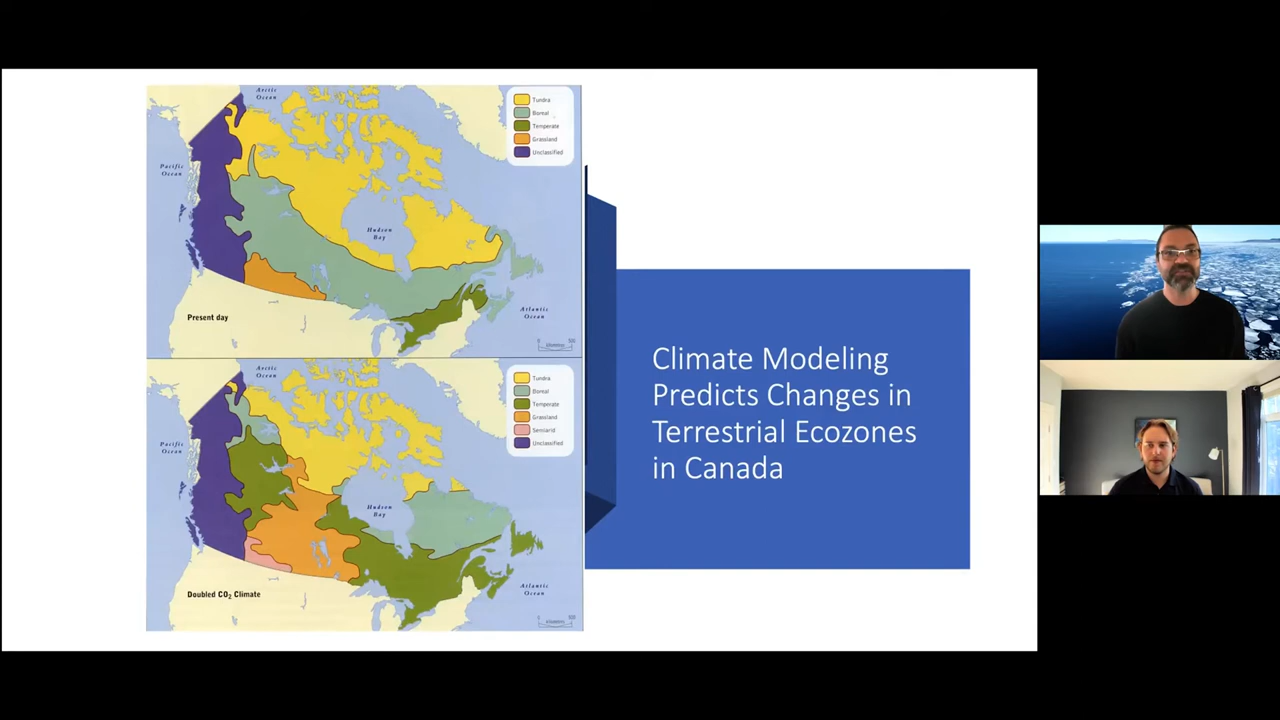 Arctic
Ocean
Tundra
Boreal
Temperate
Grassland
Unclassified
Pacific
Ocean
Hudson
Bay
Atlantic
Ocean
Present day
Arctic
Ocean
Tundra
Boreal
Temperate
Grassland
Semiarid
Unclassified
Pacific
Ocean
Hudson
Bay
Atlantic
Ocean
Doubled CO2 Climate
Climate Modeling
Predicts Changes in
Terrestrial Ecozones
in Canada